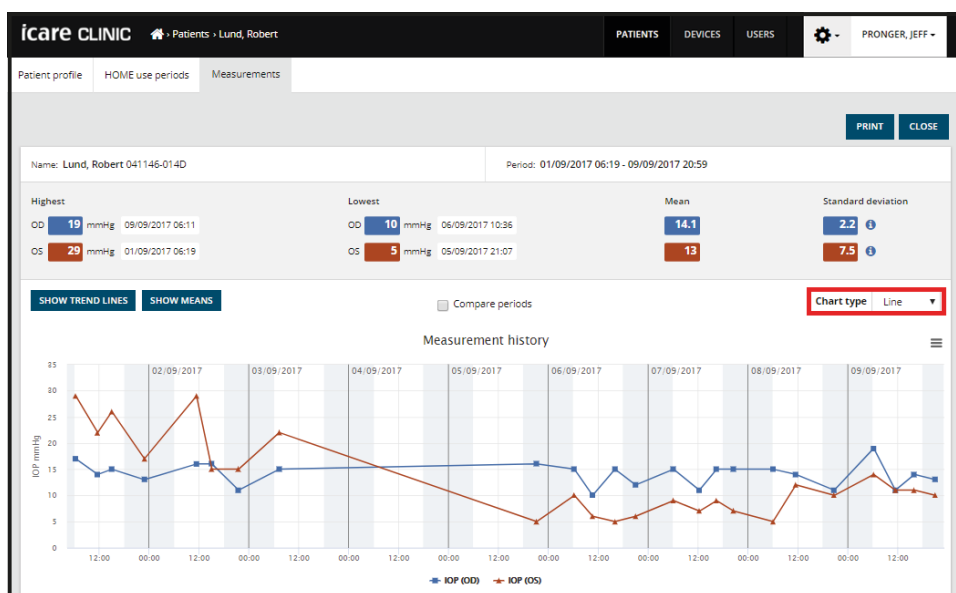 icare CLINIC › Patients › Lund, Robert PATIENTS DEVICES USERS PRONGER, JEFF
Patient profile HOME use periods Measurements
PRINT CLOSE
Name: Lund, Robert 041146-014D Period: 01/09/2017 06:19 - 09/09/2017 20:59
Highest Lowest Mean Standard deviation
OD 19 mmHg 09/09/2017 06:11 OD 10 mmHg 06/09/2017 10:36 14.1 2.2
OS 29 mmHg 01/09/2017 06:19 OS 5 mmHg 05/09/2017 21:07 13 7.5
SHOW TREND LINES SHOW MEANS Compare periods Chart type Line
Measurement history
02/09/2017 03/09/2017 04/09/2017 05/09/2017 06/09/2017 07/09/2017 08/09/2017 09/09/2017
35
30
25
20
15
10
5
0
IOP mmHg
12:00 00:00 12:00 00:00 12:00 00:00 12:00 00:00 12:00 00:00 12:00 00:00 12:00 00:00 12:00 00:00 12:00
IOP (OD) IOP (OS)